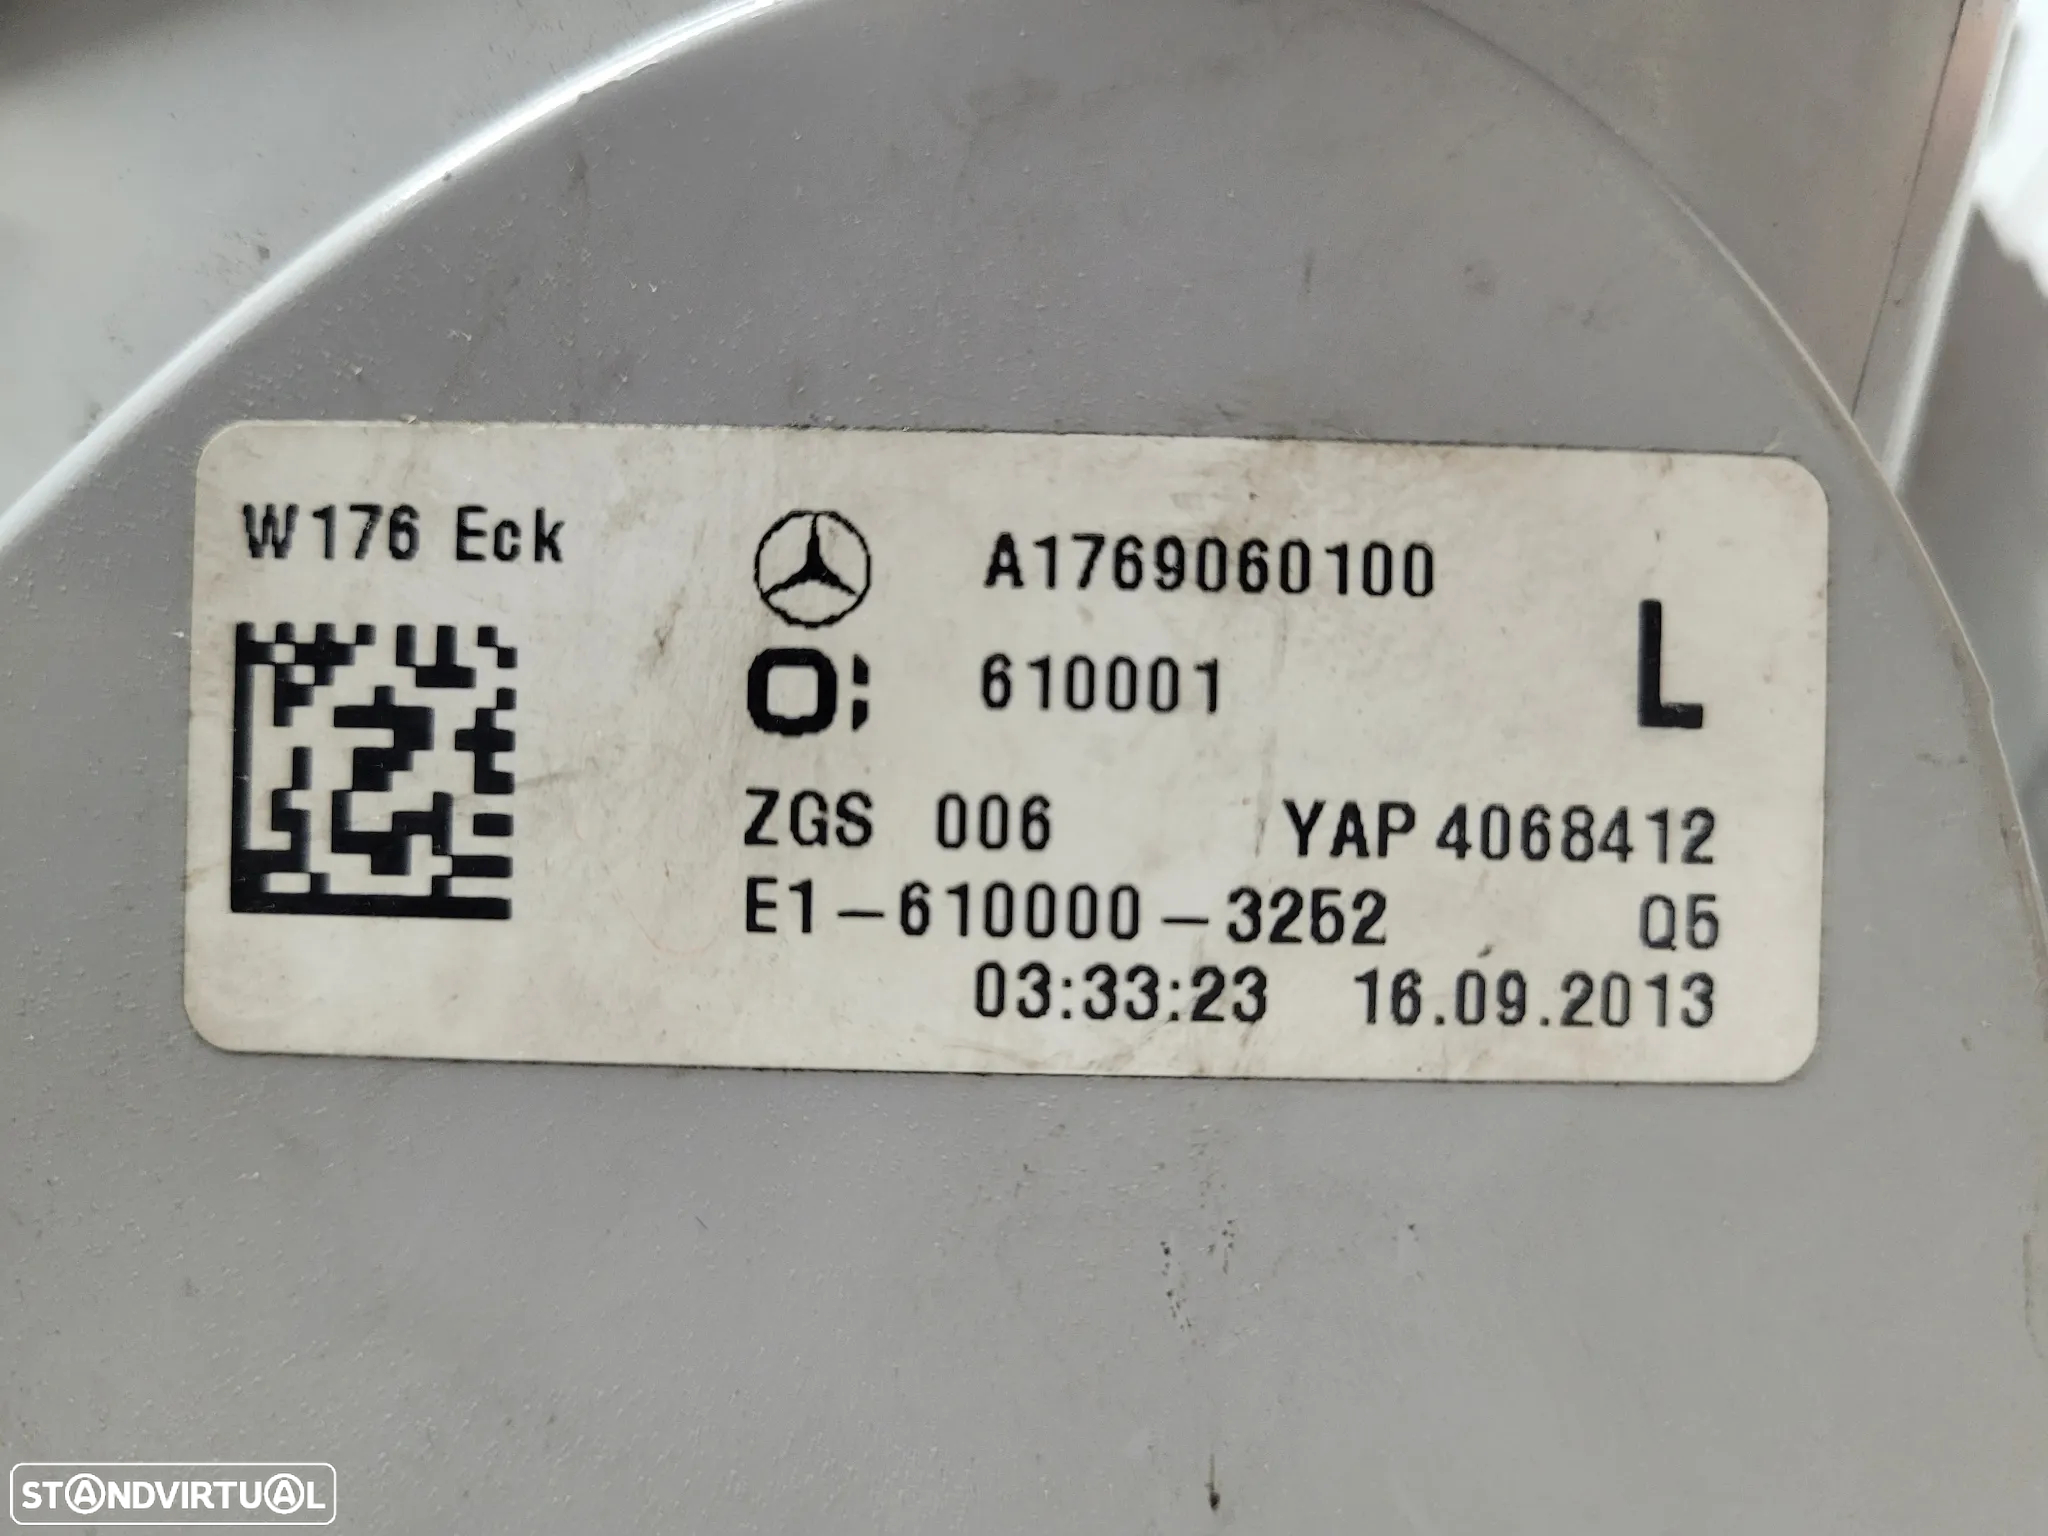 W176 Eck
A1769060100
610001
L
ZGS 006 YAP 4068412
E1-610000-3252 Q5
03:33:23 16.09.2013
STANDVIRTUAL